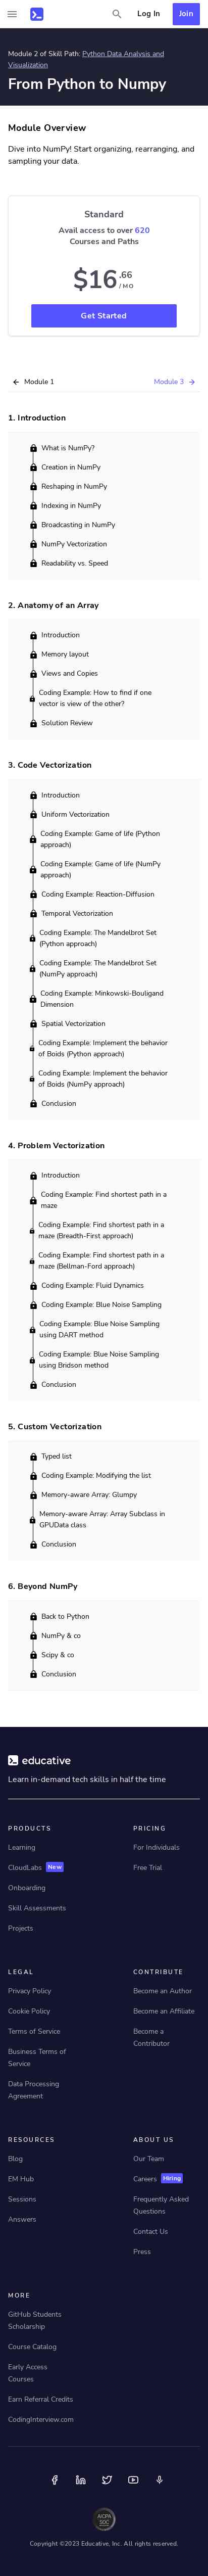 Log In
Join
Module 2 of Skill Path: Python Data Analysis and
Visualization
From Python to Numpy
Module Overview
Dive into NumPy! Start organizing, rearranging, and
sampling your data.
Standard
Avail access to over 620
Courses and Paths
$16.66
/ MO
Get Started
Module 1
Module 3
1. Introduction
What is NumPy?
Creation in NumPy
Reshaping in NumPy
Indexing in NumPy
Broadcasting in NumPy
NumPy Vectorization
Readability vs. Speed
2. Anatomy of an Array
Introduction
Memory layout
Views and Copies
Coding Example: How to find if one
vector is view of the other?
Solution Review
3. Code Vectorization
Introduction
Uniform Vectorization
Coding Example: Game of life (Python
approach)
Coding Example: Game of life (NumPy
approach)
Coding Example: Reaction-Diffusion
Temporal Vectorization
Coding Example: The Mandelbrot Set
(Python approach)
Coding Example: The Mandelbrot Set
(NumPy approach)
Coding Example: Minkowski-Bouligand
Dimension
Spatial Vectorization
Coding Example: Implement the behavior
of Boids (Python approach)
Coding Example: Implement the behavior
of Boids (NumPy approach)
Conclusion
4. Problem Vectorization
Introduction
Coding Example: Find shortest path in a
maze
Coding Example: Find shortest path in a
maze (Breadth-First approach)
Coding Example: Find shortest path in a
maze (Bellman-Ford approach)
Coding Example: Fluid Dynamics
Coding Example: Blue Noise Sampling
Coding Example: Blue Noise Sampling
using DART method
Coding Example: Blue Noise Sampling
using Bridson method
Conclusion
5. Custom Vectorization
Typed list
Coding Example: Modifying the list
Memory-aware Array: Glumpy
Memory-aware Array: Array Subclass in
GPUData class
Conclusion
6. Beyond NumPy
Back to Python
NumPy & co
Scipy & co
Conclusion
educative
Learn in-demand tech skills in half the time
PRODUCTS
Learning
CloudLabs New
Onboarding
Skill Assessments
Projects
PRICING
For Individuals
Free Trial
LEGAL
Privacy Policy
Cookie Policy
Terms of Service
Business Terms of
Service
Data Processing
Agreement
CONTRIBUTE
Become an Author
Become an Affiliate
Become a
Contributor
RESOURCES
Blog
EM Hub
Sessions
Answers
ABOUT US
Our Team
Careers Hiring
Frequently Asked
Questions
Contact Us
Press
MORE
GitHub Students
Scholarship
Course Catalog
Early Access
Courses
Earn Referral Credits
CodingInterview.com
AICPA
SOC
Copyright ©2023 Educative, Inc. All rights reserved.